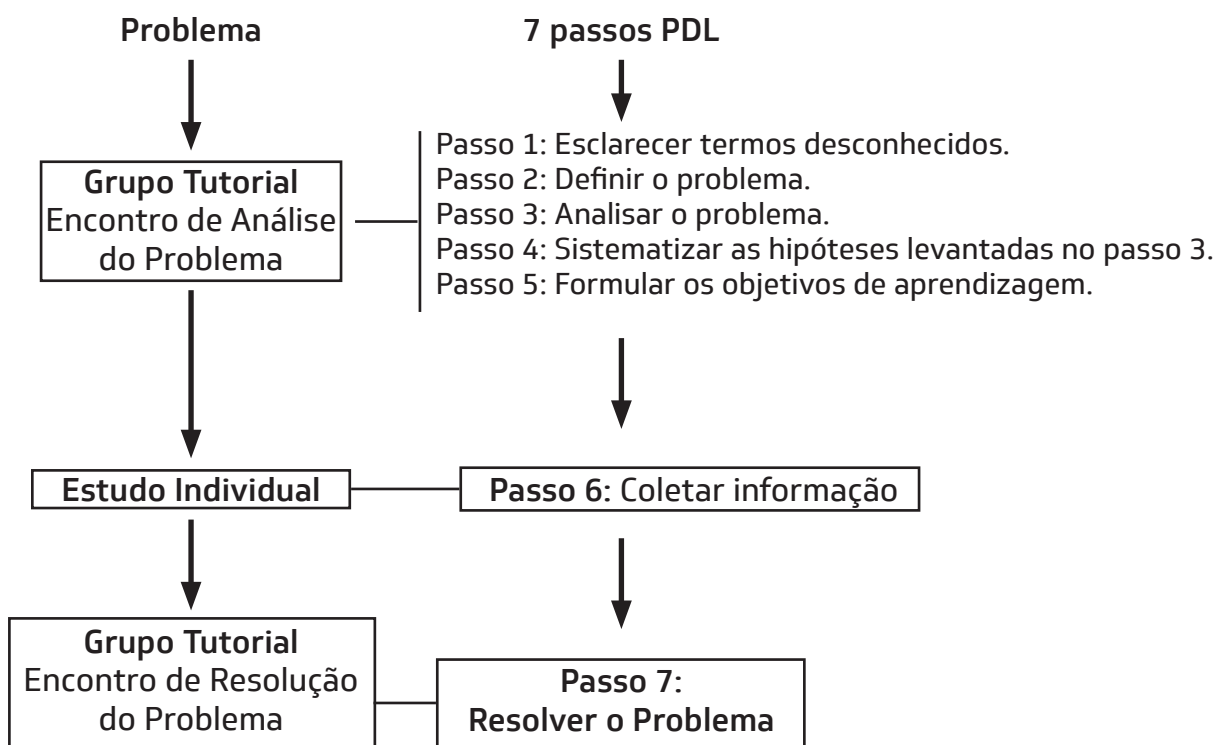 Problema
7 passos PDL
Grupo Tutorial
Encontro de Análise
do Problema
Passo 1: Esclarecer termos desconhecidos.
Passo 2: Definir o problema.
Passo 3: Analisar o problema.
Passo 4: Sistematizar as hipóteses levantadas no passo 3.
Passo 5: Formular os objetivos de aprendizagem.
Estudo Individual
Passo 6: Coletar informação
Grupo Tutorial
Encontro de Resolução
do Problema
Passo 7:
Resolver o Problema